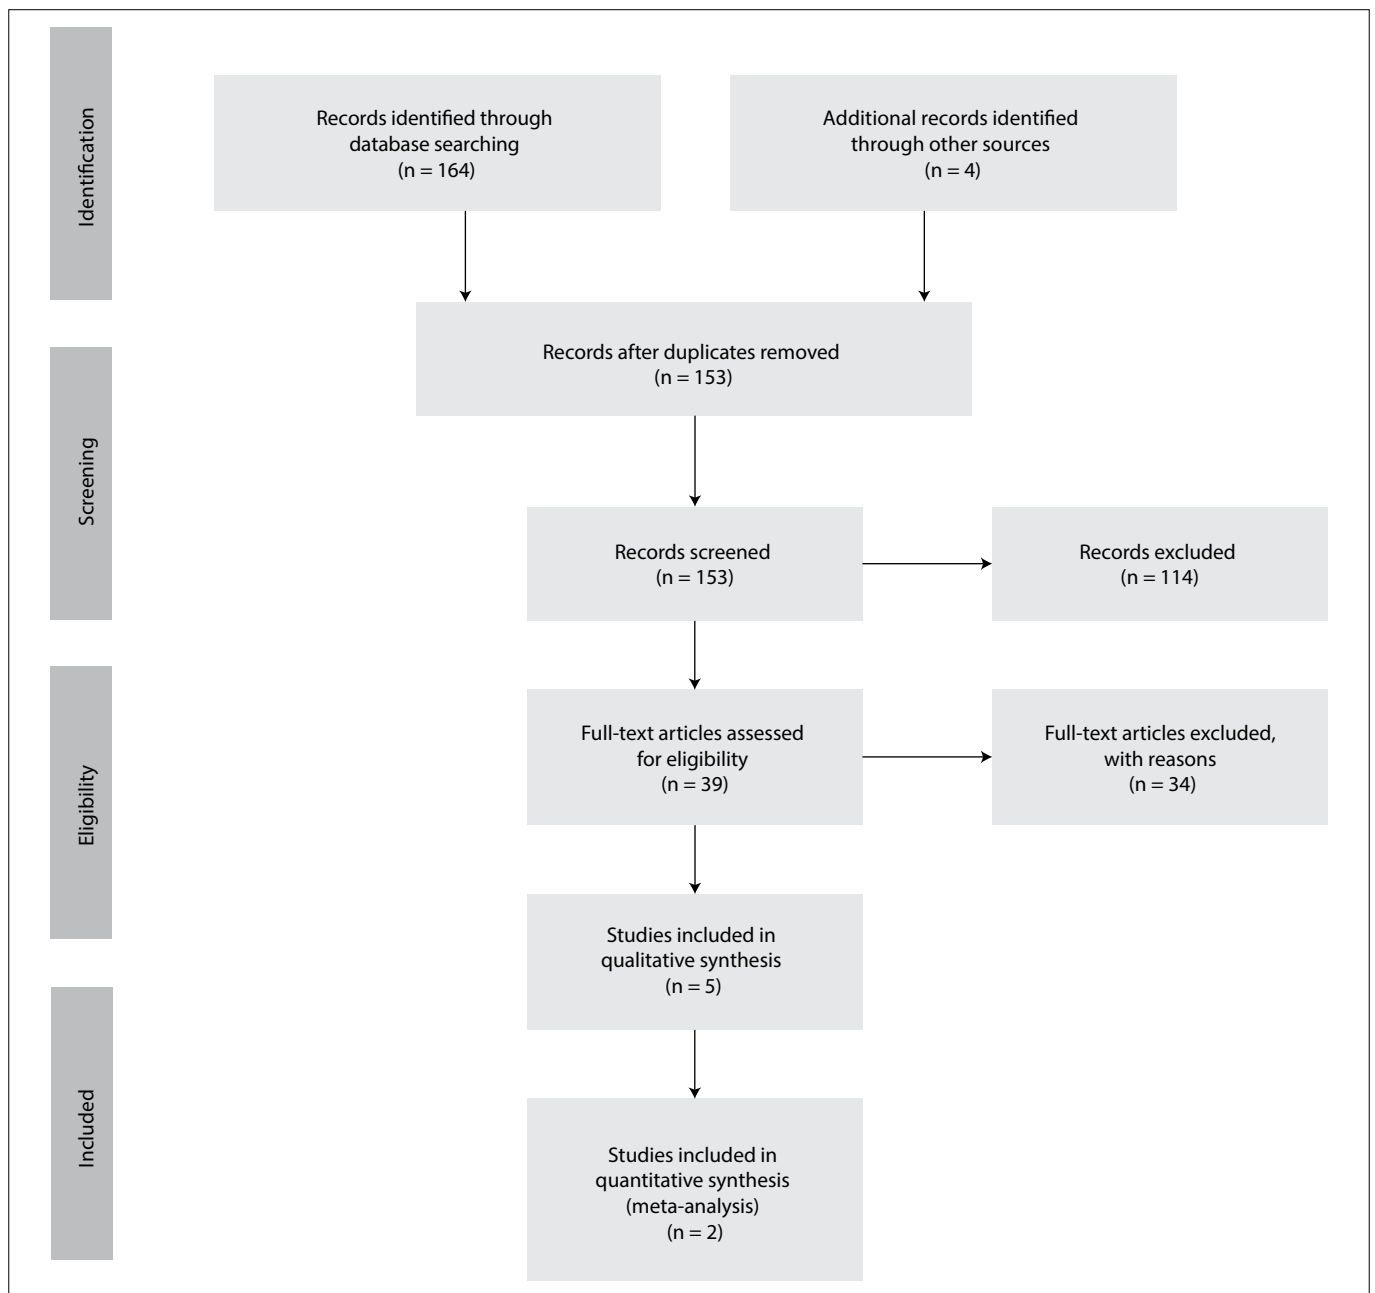 Identification
Records identified through
database searching
(n = 164)
Additional records identified
through other sources
(n = 4)
Records after duplicates removed
(n = 153)
Screening
Records screened
(n = 153)
Records excluded
(n = 114)
Eligibility
Full-text articles assessed
for eligibility
(n = 39)
Full-text articles excluded,
with reasons
(n = 34)
Studies included in
qualitative synthesis
(n = 5)
Included
Studies included in
quantitative synthesis
(meta-analysis)
(n = 2)